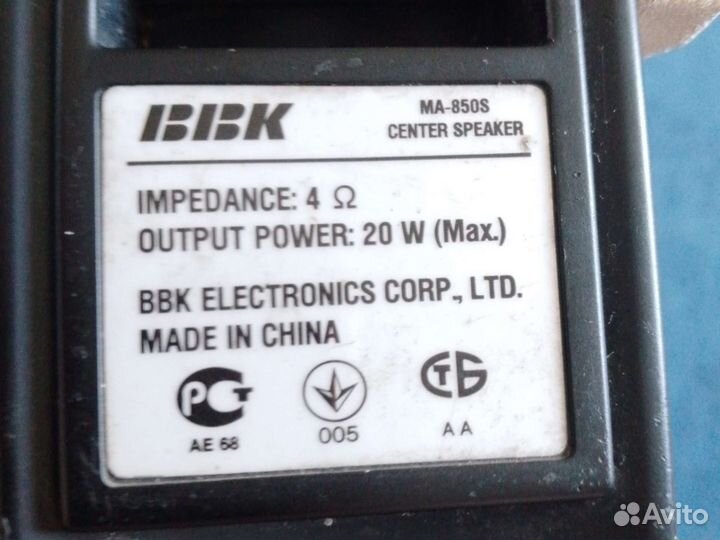 BBK
MA-850S
CENTER SPEAKER
IMPEDANCE: 4 Ω
OUTPUT POWER: 20 W (Max.)
BBK ELECTRONICS CORP., LTD.
MADE IN CHINA
РСТ
СТБ
АЕ 68
005
А А
Avito